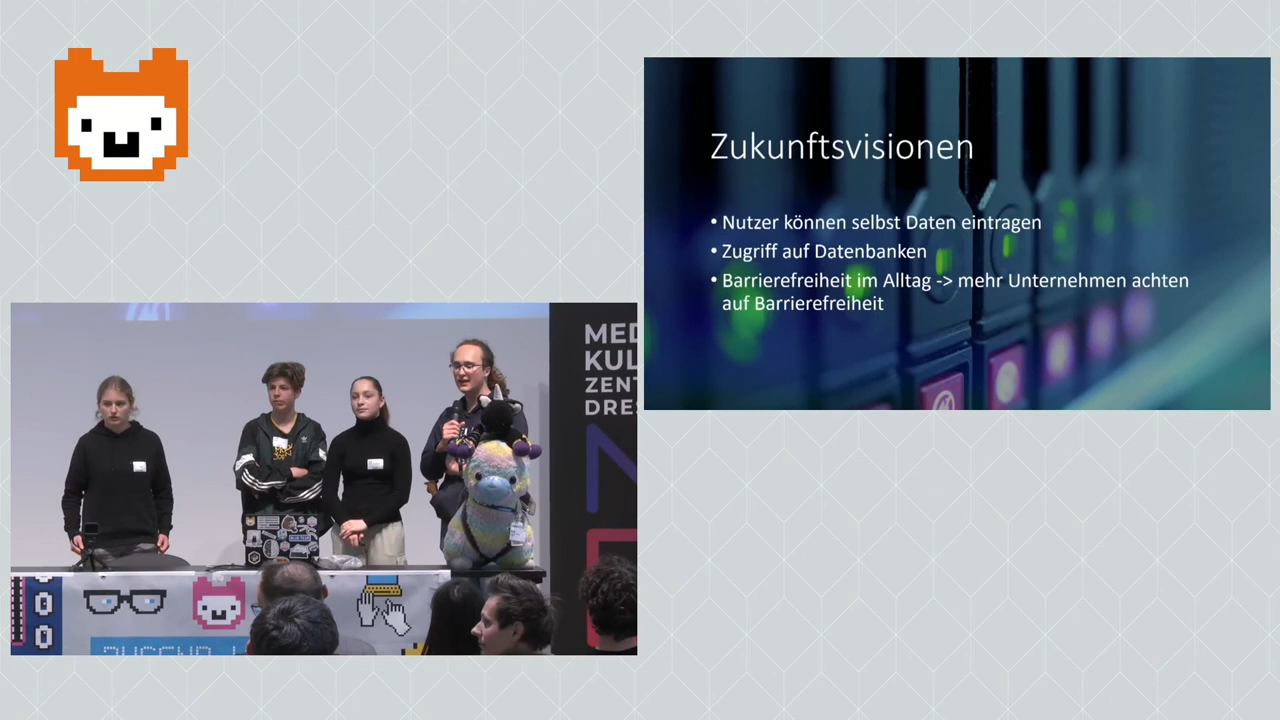 Zukunftsvisionen
• Nutzer können selbst Daten eintragen
• Zugriff auf Datenbanken
• Barrierefreiheit im Alltag -> mehr Unternehmen achten
auf Barrierefreiheit
MED
KUL
ZENT
DRES